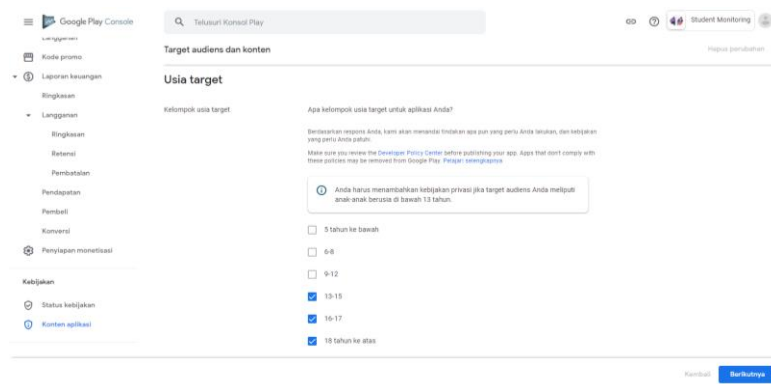 Google Play Console
Telusuri Konsol Play
Student Monitoring
Langganan
Kode promo
Laporan keuangan
Ringkasan
Langganan
Ringkasan
Retensi
Pembatalan
Pendapatan
Pembeli
Konversi
Penyiapan monetisasi
Kebijakan
Status kebijakan
Konten aplikasi
Target audiens dan konten
Hapus perubahan
Usia target
Kelompok usia target
Apa kelompok usia target untuk aplikasi Anda?
Berdasarkan respons Anda, kami akan menandai tindakan apa pun yang perlu Anda lakukan, dan kebijakan
yang perlu Anda patuhi.
Make sure you review the Developer Policy Center before publishing your app. Apps that don't comply with
these policies may be removed from Google Play. Pelajari selengkapnya
Anda harus menambahkan kebijakan privasi jika target audiens Anda meliputi
anak-anak berusia di bawah 13 tahun.
5 tahun ke bawah
6-8
9-12
13-15
16-17
18 tahun ke atas
Kembali
Berikutnya